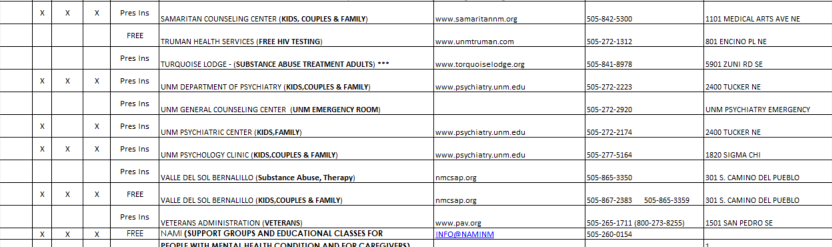 X X X Pres Ins SAMARITAN COUNSELING CENTER (KIDS, COUPLES & FAMILY) www.samaritannm.org 505-842-5300 1101 MEDICAL ARTS AVE NE
FREE TRUMAN HEALTH SERVICES (FREE HIV TESTING) www.unmtruman.com 505-272-1312 801 ENCINO PL NE
Pres Ins TURQUOISE LODGE - (SUBSTANCE ABUSE TREATMENT ADULTS) *** www.torquoiselodge.org 505-841-8978 5901 ZUNI RD SE
X X X Pres Ins UNM DEPARTMENT OF PSYCHIATRY (KIDS,COUPLES & FAMILY) www.psychiatry.unm.edu 505-272-2223 2400 TUCKER NE
Pres Ins UNM GENERAL COUNSELING CENTER (UNM EMERGENCY ROOM) 505-272-2920 UNM PSYCHIATRY EMERGENCY
X X Pres Ins UNM PSYCHIATRIC CENTER (KIDS,FAMILY) www.psychiatry.unm.edu 505-272-2174 2400 TUCKER NE
X X X Pres Ins UNM PSYCHOLOGY CLINIC (KIDS,COUPLES & FAMILY) www.psychiatry.unm.edu 505-277-5164 1820 SIGMA CHI
Pres Ins VALLE DEL SOL BERNALILLO (Substance Abuse, Therapy) nmcsap.org 505-865-3350 301 S. CAMINO DEL PUEBLO
X X X FREE VALLE DEL SOL BERNALILLO (KIDS,COUPLES & FAMILY) nmcsap.org 505-867-2383 505-865-3359 301 S. CAMINO DEL PUEBLO
Pres Ins VETERANS ADMINISTRATION (VETERANS) www.pav.org 505-265-1711 (800-273-8255) 1501 SAN PEDRO SE
X X X FREE NAMI (SUPPORT GROUPS AND EDUCATIONAL CLASSES FOR INFO@NAMINM 505-260-0154
PEOPLE WITH MENTAL HEALTH CONDITION AND FOR CAREGIVERS)